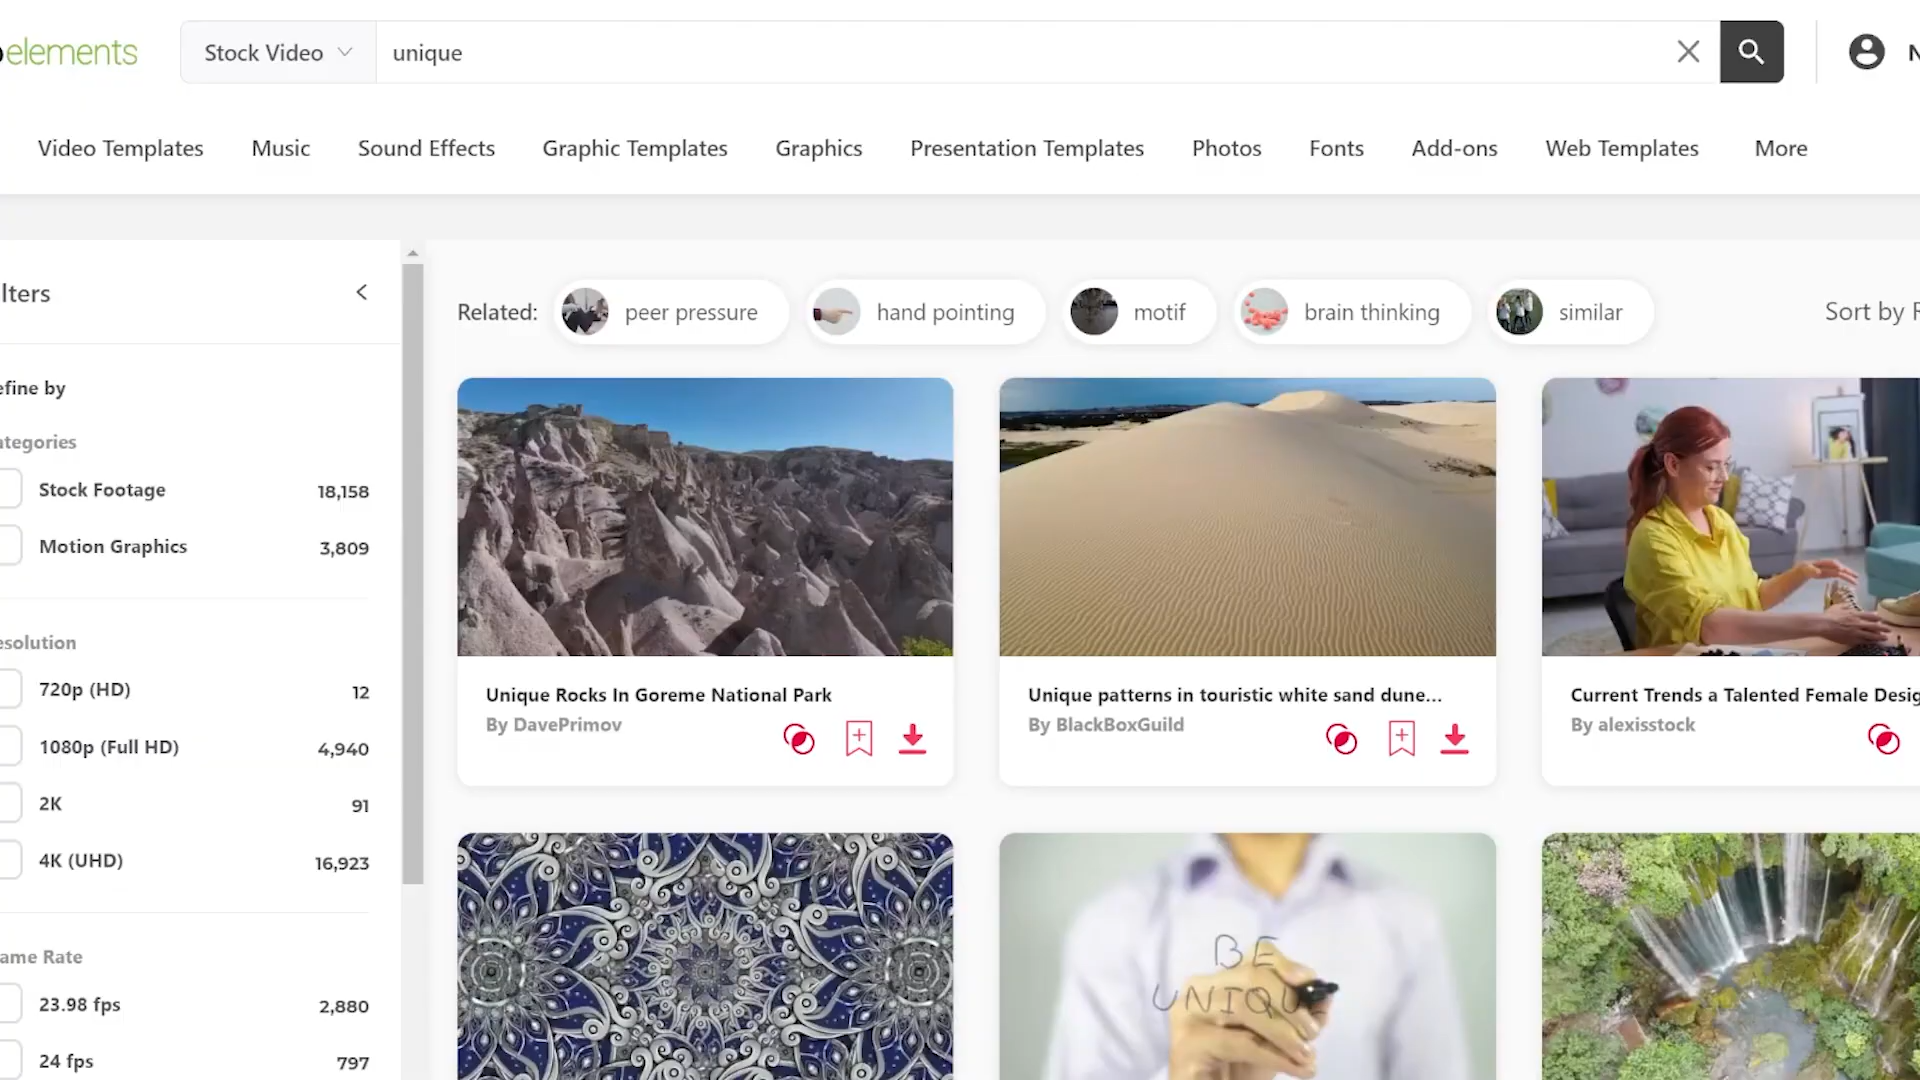 elements
Stock Video
unique
Video Templates
Music
Sound Effects
Graphic Templates
Graphics
Presentation Templates
Photos
Fonts
Add-ons
Web Templates
More
lters
Related:
peer pressure
hand pointing
motif
brain thinking
similar
Sort by
efine by
ategories
Stock Footage 18,158
Motion Graphics 3,809
esolution
720p (HD) 12
1080p (Full HD) 4,940
2K 91
4K (UHD) 16,923
ame Rate
23.98 fps 2,880
24 fps 797
Unique Rocks In Goreme National Park
By DavePrimov
Unique patterns in touristic white sand dune...
By BlackBoxGuild
Current Trends a Talented Female Desig
By alexisstock
BE
UNIQU